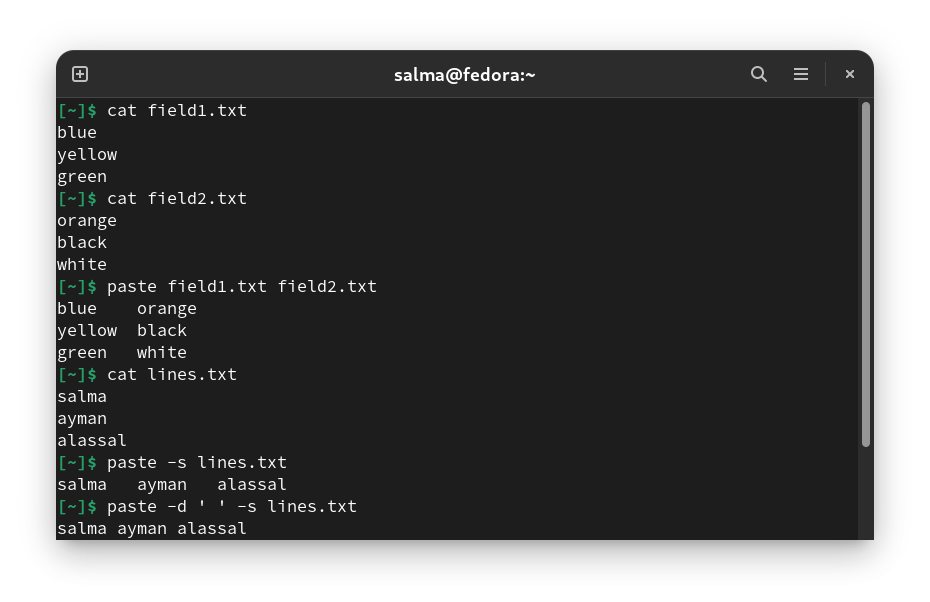 salma@fedora:~
[~]$ cat field1.txt
blue
yellow
green
[~]$ cat field2.txt
orange
black
white
[~]$ paste field1.txt field2.txt
blue    orange
yellow  black
green   white
[~]$ cat lines.txt
salma
ayman
alassal
[~]$ paste -s lines.txt
salma   ayman   alassal
[~]$ paste -d ' ' -s lines.txt
salma ayman alassal